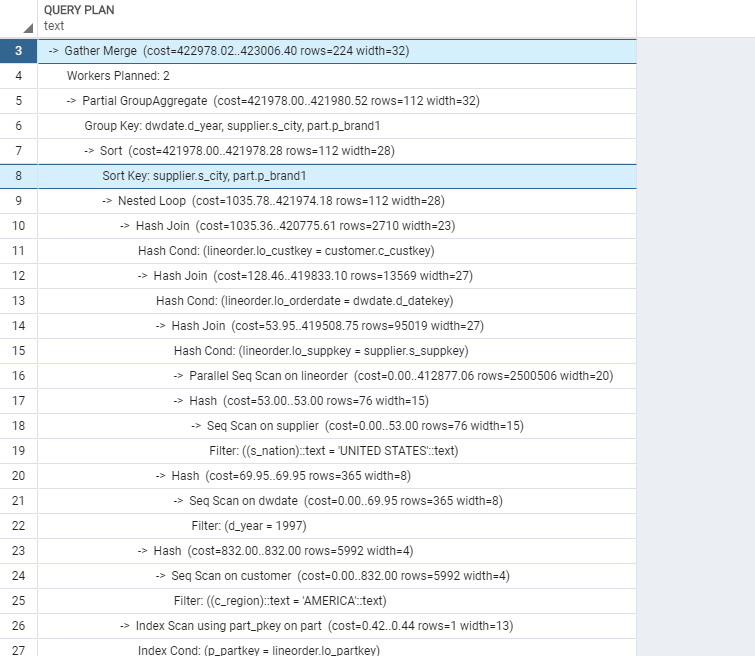 QUERY PLAN
text
3 -> Gather Merge (cost=422978.02..423006.40 rows=224 width=32)
4 Workers Planned: 2
5 -> Partial GroupAggregate (cost=421978.00..421980.52 rows=112 width=32)
6 Group Key: dwdate.d_year, supplier.s_city, part.p_brand1
7 -> Sort (cost=421978.00..421978.28 rows=112 width=28)
8 Sort Key: supplier.s_city, part.p_brand1
9 -> Nested Loop (cost=1035.78..421974.18 rows=112 width=28)
10 -> Hash Join (cost=1035.36..420775.61 rows=2710 width=23)
11 Hash Cond: (lineorder.lo_custkey = customer.c_custkey)
12 -> Hash Join (cost=128.46..419833.10 rows=13569 width=27)
13 Hash Cond: (lineorder.lo_orderdate = dwdate.d_datekey)
14 -> Hash Join (cost=53.95..419508.75 rows=95019 width=27)
15 Hash Cond: (lineorder.lo_suppkey = supplier.s_suppkey)
16 -> Parallel Seq Scan on lineorder (cost=0.00..412877.06 rows=2500506 width=20)
17 -> Hash (cost=53.00..53.00 rows=76 width=15)
18 -> Seq Scan on supplier (cost=0.00..53.00 rows=76 width=15)
19 Filter: ((s_nation)::text = 'UNITED STATES'::text)
20 -> Hash (cost=69.95..69.95 rows=365 width=8)
21 -> Seq Scan on dwdate (cost=0.00..69.95 rows=365 width=8)
22 Filter: (d_year = 1997)
23 -> Hash (cost=832.00..832.00 rows=5992 width=4)
24 -> Seq Scan on customer (cost=0.00..832.00 rows=5992 width=4)
25 Filter: ((c_region)::text = 'AMERICA'::text)
26 -> Index Scan using part_pkey on part (cost=0.42..0.44 rows=1 width=13)
27 Index Cond: (p_partkey = lineorder.lo_partkey)